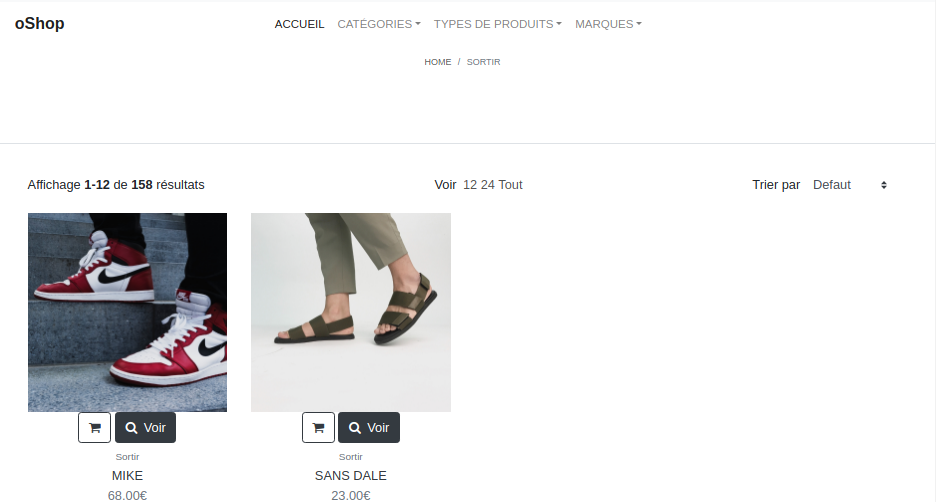 oShop
ACCUEIL CATÉGORIES TYPES DE PRODUITS MARQUES
HOME / SORTIR
Affichage 1-12 de 158 résultats
Voir 12 24 Tout
Trier par Defaut
Voir
Voir
Sortir
Sortir
MIKE
SANS DALE
68.00€
23.00€